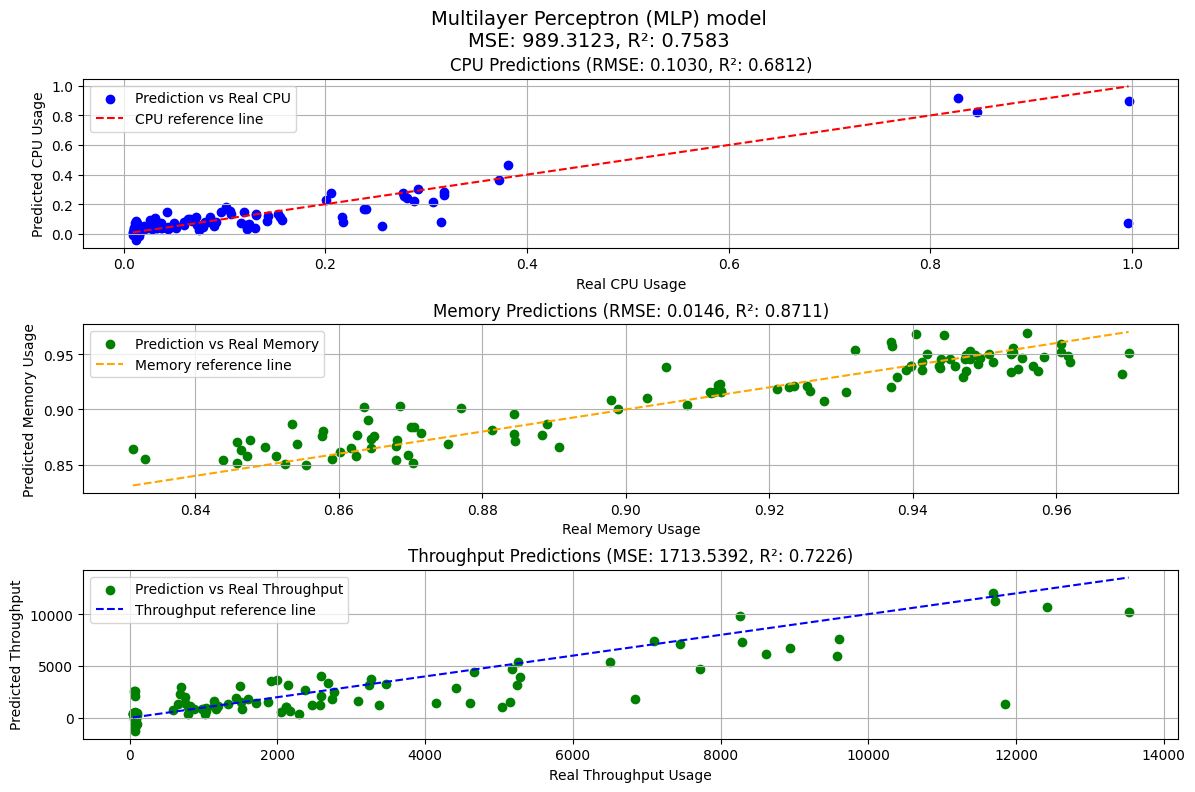 Multilayer Perceptron (MLP) model
MSE: 989.3123, R²: 0.7583
CPU Predictions (RMSE: 0.1030, R²: 0.6812)
Prediction vs Real CPU
CPU reference line
Predicted CPU Usage
1.0
0.8
0.6
0.4
0.2
0.0
0.0 0.2 0.4 0.6 0.8 1.0
Real CPU Usage
Memory Predictions (RMSE: 0.0146, R²: 0.8711)
Prediction vs Real Memory
Memory reference line
Predicted Memory Usage
0.95
0.90
0.85
0.84 0.86 0.88 0.90 0.92 0.94 0.96
Real Memory Usage
Throughput Predictions (MSE: 1713.5392, R²: 0.7226)
Prediction vs Real Throughput
Throughput reference line
Predicted Throughput
10000
5000
0
0 2000 4000 6000 8000 10000 12000 14000
Real Throughput Usage